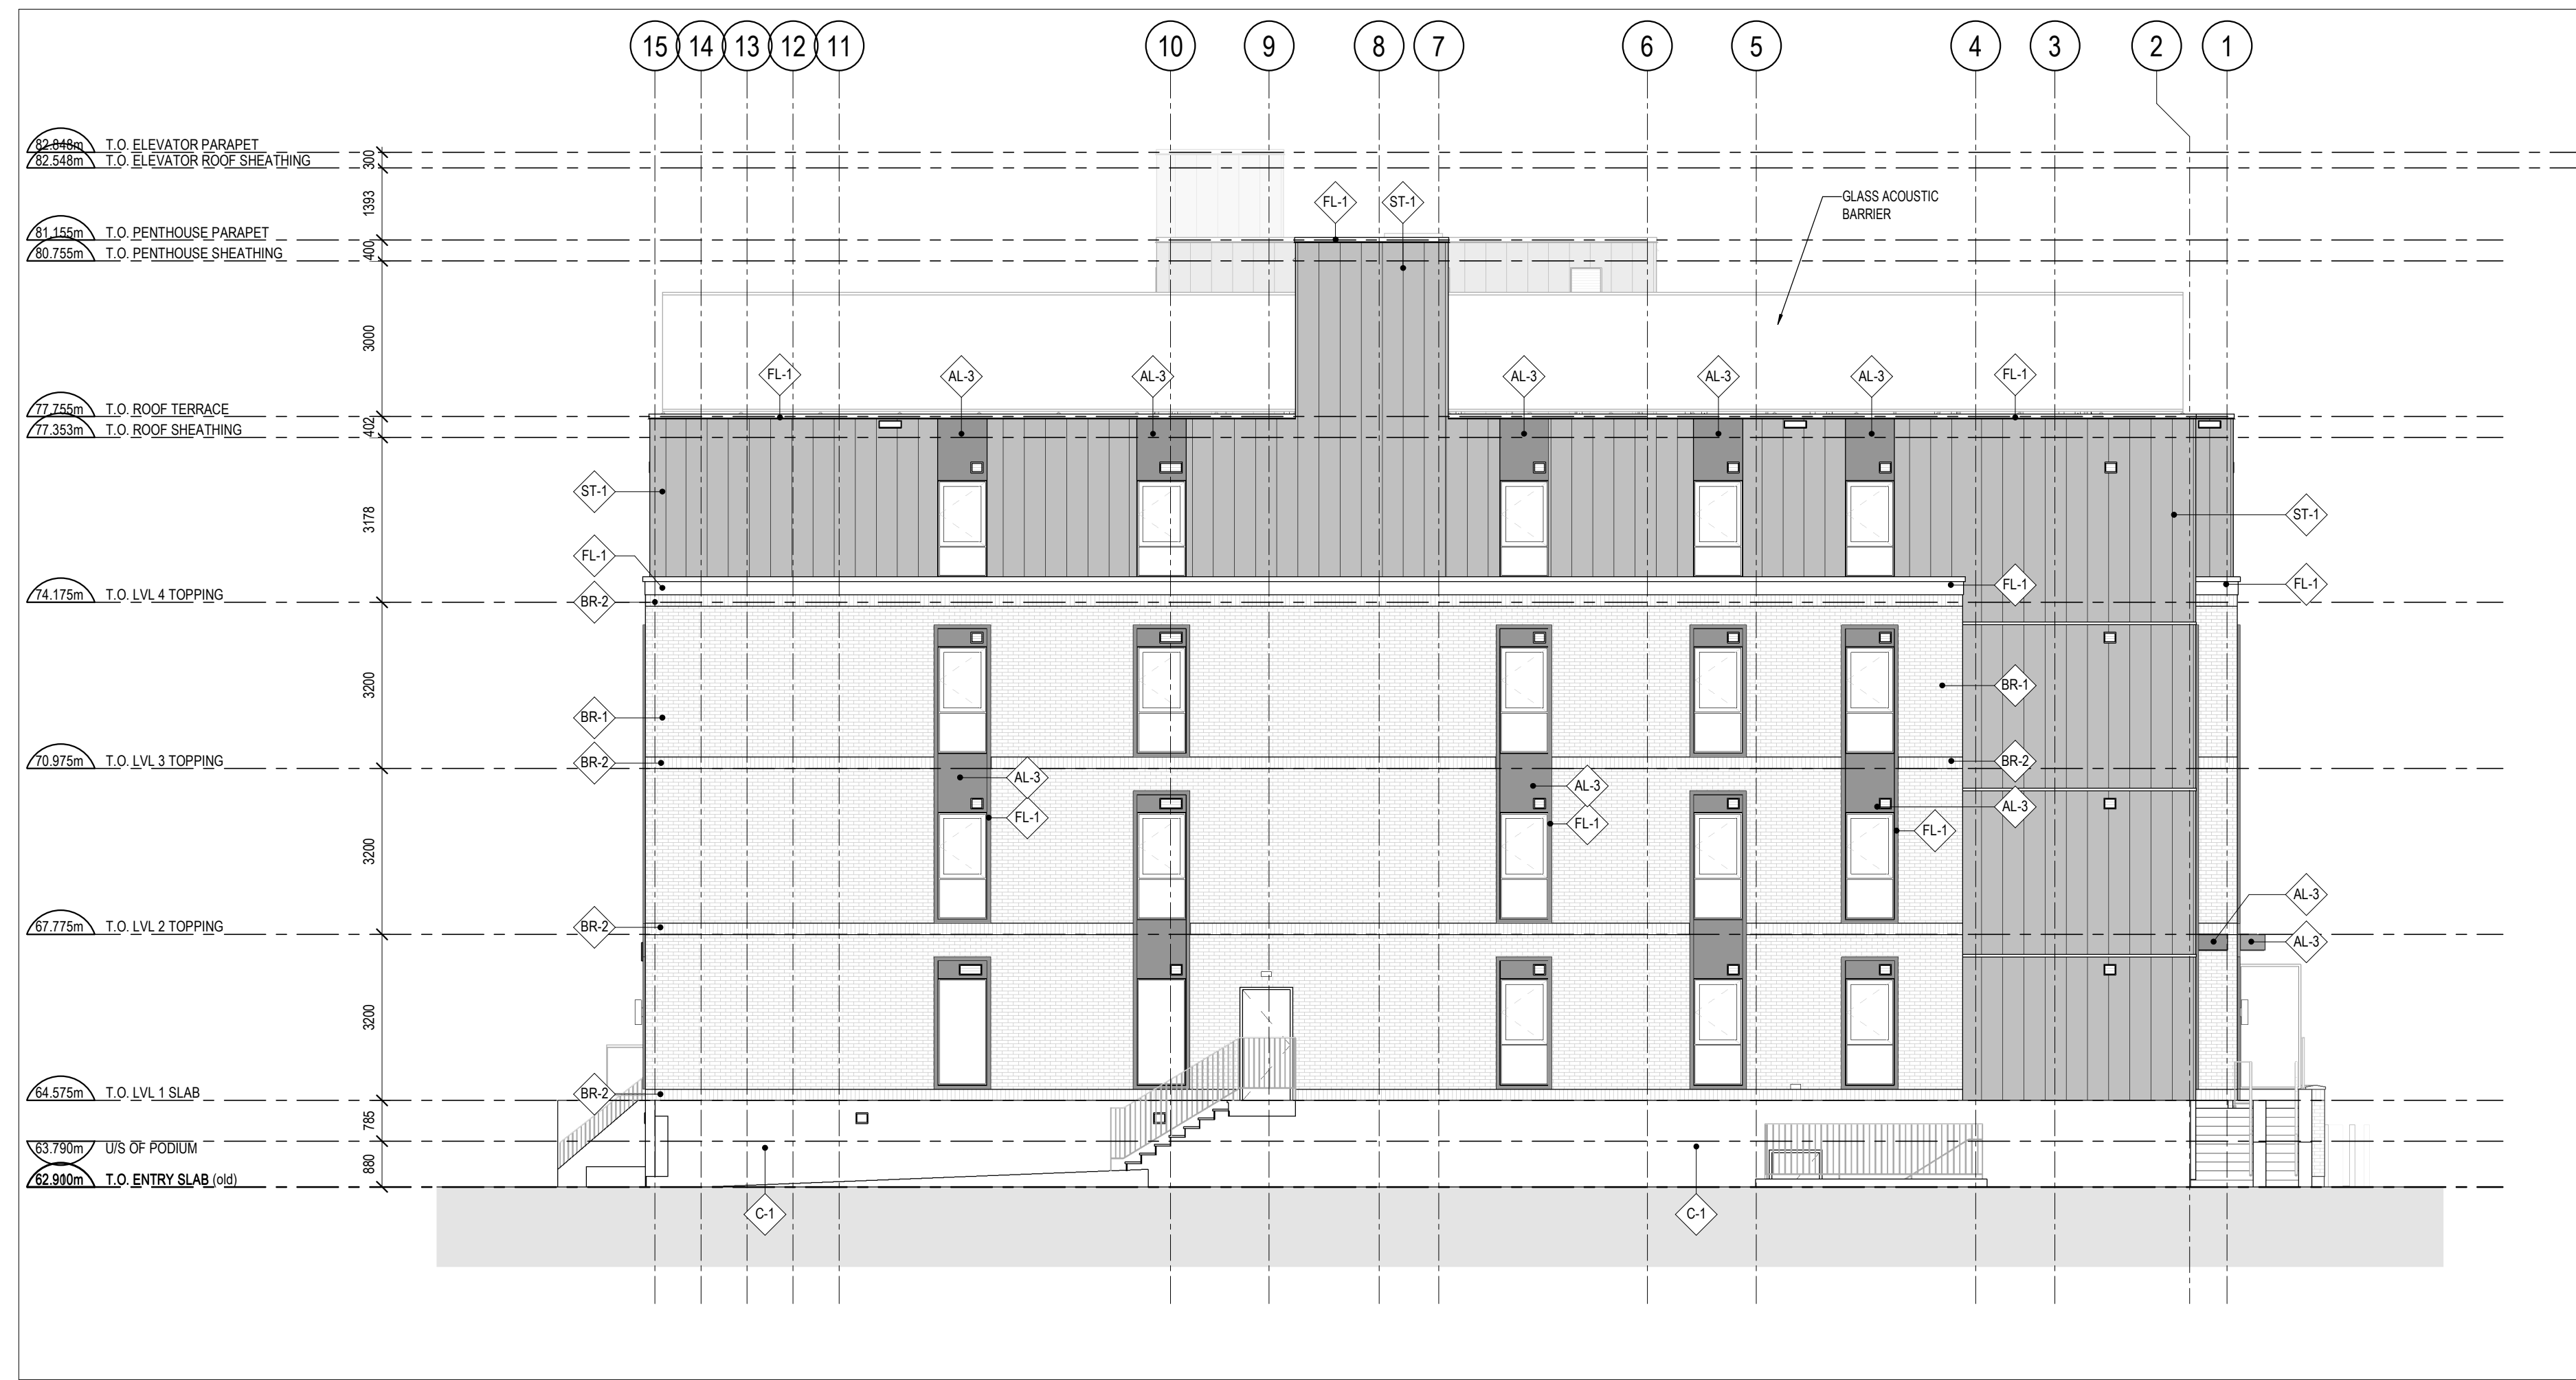 15 14 13 12 11 10 9 8 7 6 5 4 3 2 1
82.848m T.O. ELEVATOR PARAPET
82.548m T.O. ELEVATOR ROOF SHEATHING
300
1393
GLASS ACOUSTIC
BARRIER
FL-1 ST-1
81.155m T.O. PENTHOUSE PARAPET
400
80.755m T.O. PENTHOUSE SHEATHING
3000
FL-1 AL-3 AL-3 AL-3 AL-3 AL-3 FL-1
77.755m T.O. ROOF TERRACE
402
77.353m T.O. ROOF SHEATHING
ST-1
3178
ST-1
FL-1
FL-1 FL-1
74.175m T.O. LVL 4 TOPPING
BR-2
3200
BR-1
BR-1
70.975m T.O. LVL 3 TOPPING
BR-2
BR-2
AL-3 AL-3
AL-3
FL-1 FL-1 FL-1
3200
AL-3
67.775m T.O. LVL 2 TOPPING
BR-2
AL-3
3200
64.575m T.O. LVL 1 SLAB
BR-2
785
63.790m U/S OF PODIUM
880
62.900m T.O. ENTRY SLAB (old)
C-1 C-1